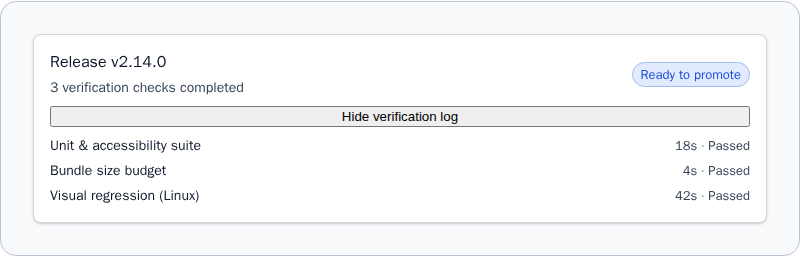 Release v2.14.0
3 verification checks completed
Ready to promote
Hide verification log
Unit & accessibility suite 18s · Passed
Bundle size budget 4s · Passed
Visual regression (Linux) 42s · Passed